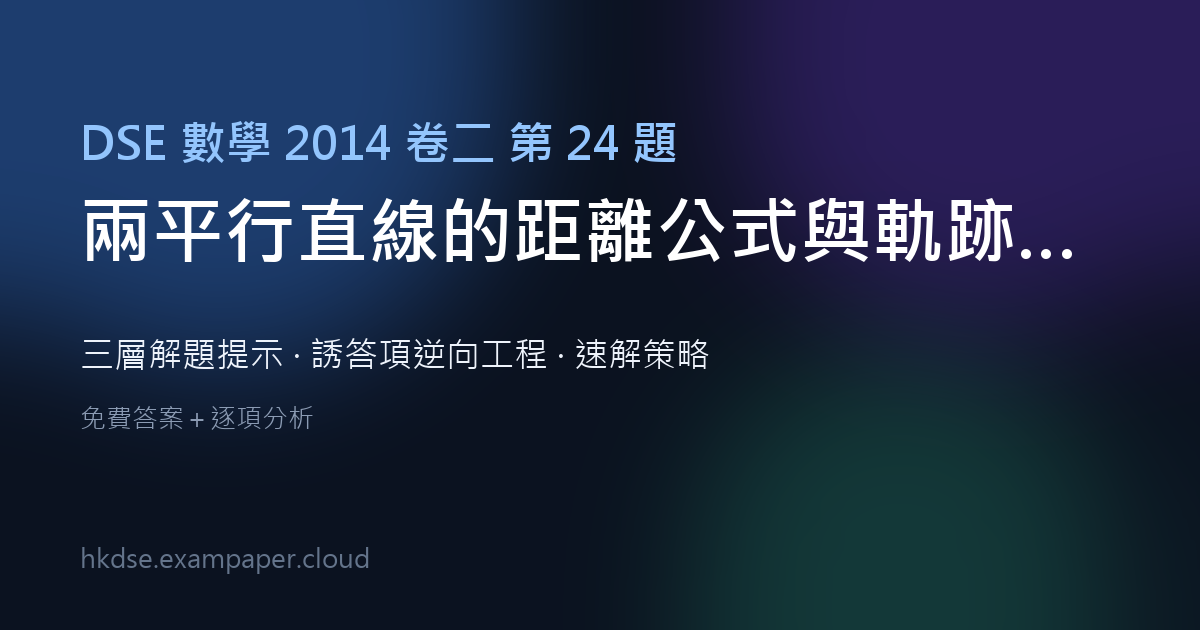 DSE 數學 2014 卷二 第 24 題
兩平行直線的距離公式與軌跡...
三層解題提示 · 誘答項逆向工程 · 速解策略
免費答案 + 逐項分析
hkdse.exampaper.cloud